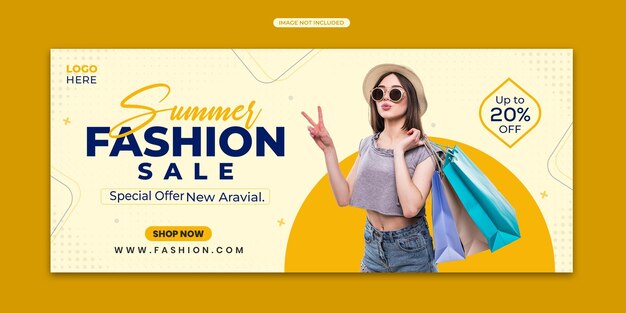 IMAGE NOT INCLUDED
LOGO
HERE
Summer
FASHION
SALE
Special Offer New Aravial.
SHOP NOW
WWW.FASHION.COM
Up to
20%
OFF